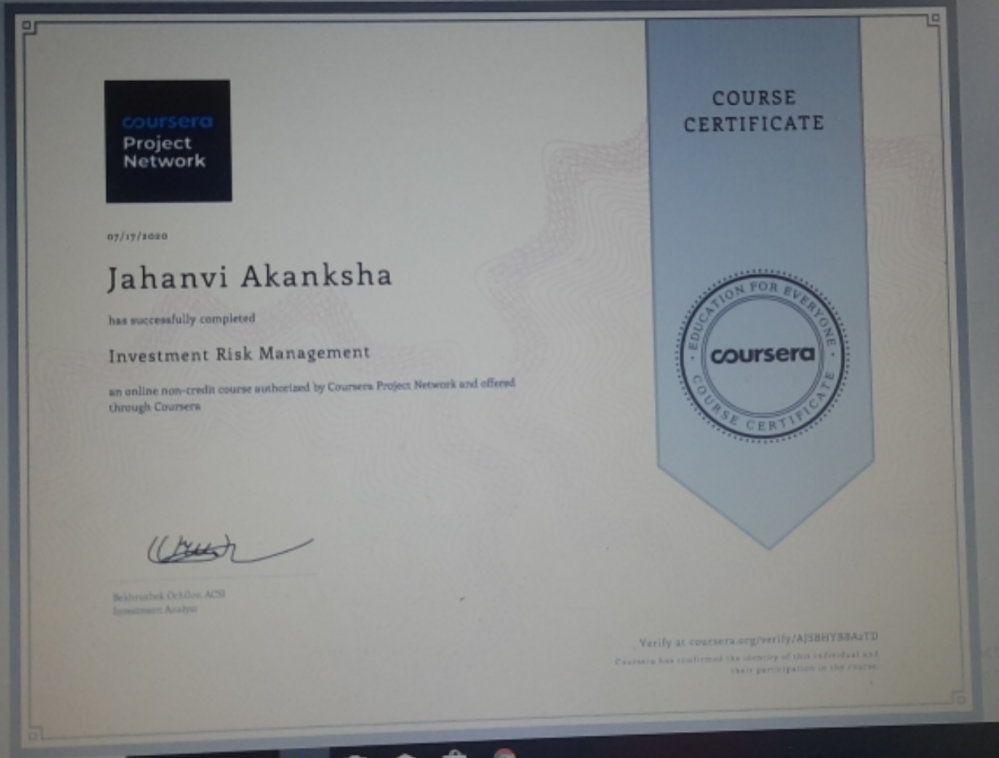 coursera
Project
Network
07/17/2020
Jahanvi Akanksha
has successfully completed
Investment Risk Management
an online non-credit course authorized by Coursera Project Network and offered
through Coursera
Bekhruzbek Ochilov, ACSI
Investment Analyst
COURSE
CERTIFICATE
EDUCATION FOR EVERYONE
coursera
COURSE CERTIFICATE
Verify at coursera.org/verify/
Coursera has confirmed the identity of this individual and
their participation in the course.